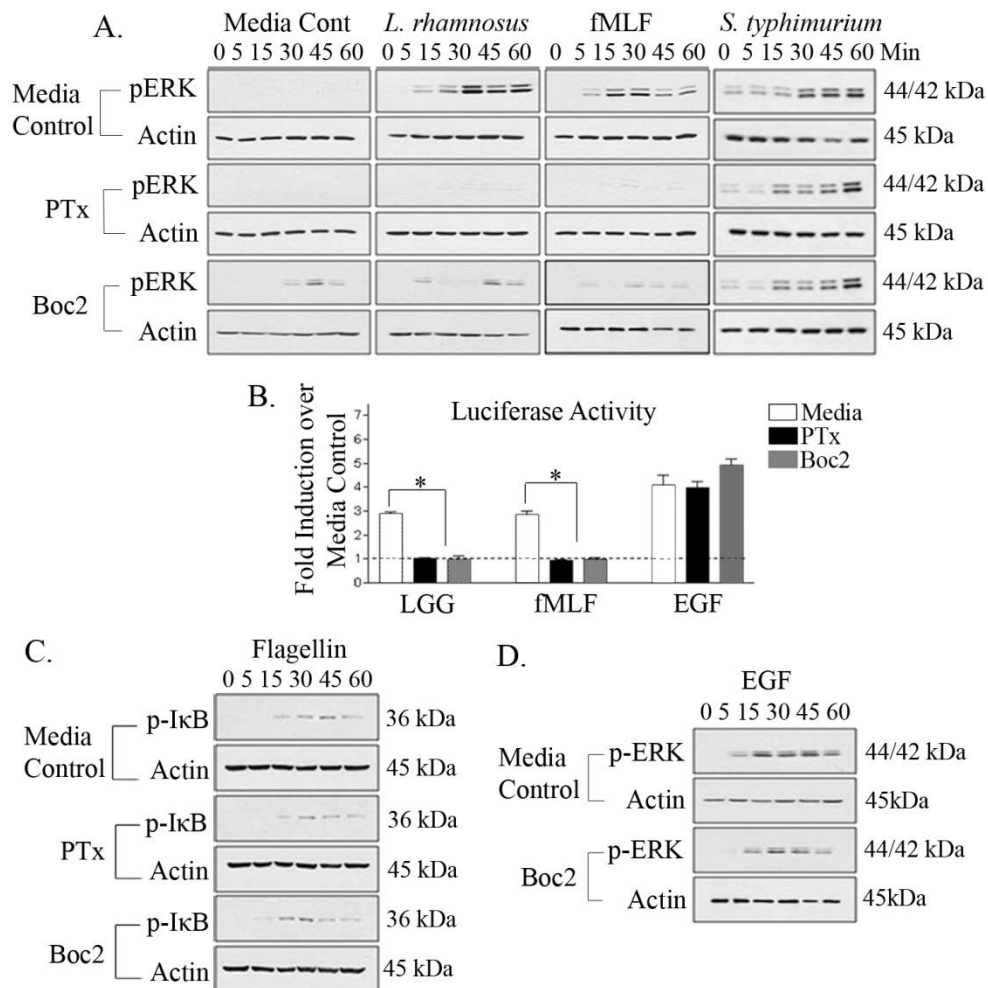 A.
Media Cont L. rhamnosus fMLF S. typhimurium
0 5 15 30 45 60 0 5 15 30 45 60 0 5 15 30 45 60 0 5 15 30 45 60 Min
Media Control
pERK 44/42 kDa
Actin 45 kDa
PTx
pERK 44/42 kDa
Actin 45 kDa
Boc2
pERK 44/42 kDa
Actin 45 kDa
B.
Luciferase Activity
Fold Induction over
Media Control
7
6
5
4
3
2
1
0
* *
Media
PTx
Boc2
LGG fMLF EGF
C.
Flagellin
0 5 15 30 45 60
Media
Control
p-IκB 36 kDa
Actin 45 kDa
PTx
p-IκB 36 kDa
Actin 45 kDa
Boc2
p-IκB 36 kDa
Actin 45 kDa
D.
EGF
0 5 15 30 45 60
Media
Control
p-ERK 44/42 kDa
Actin 45kDa
Boc2
p-ERK 44/42 kDa
Actin 45kDa